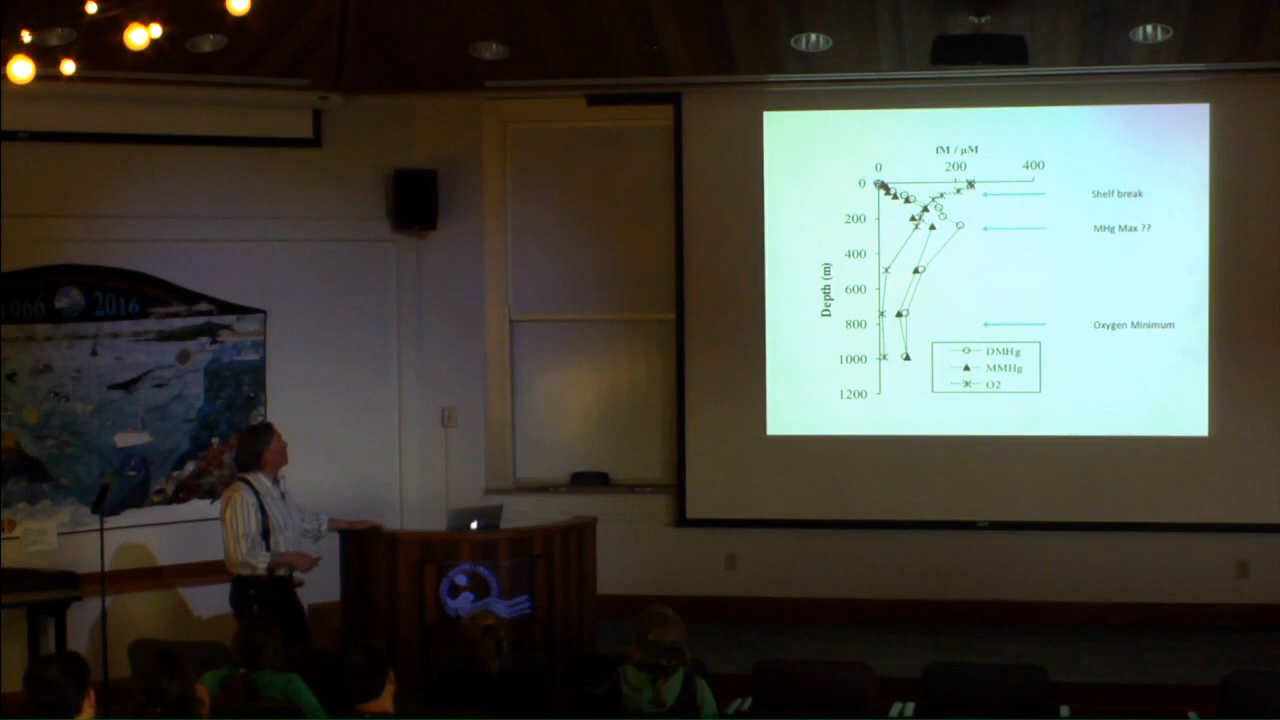 1966 2016
fM / µM
0 200 400
0
200
400
600
800
1000
1200
Depth (m)
Shelf break
MHg Max ??
Oxygen Minimum
DMHg
MMHg
O2